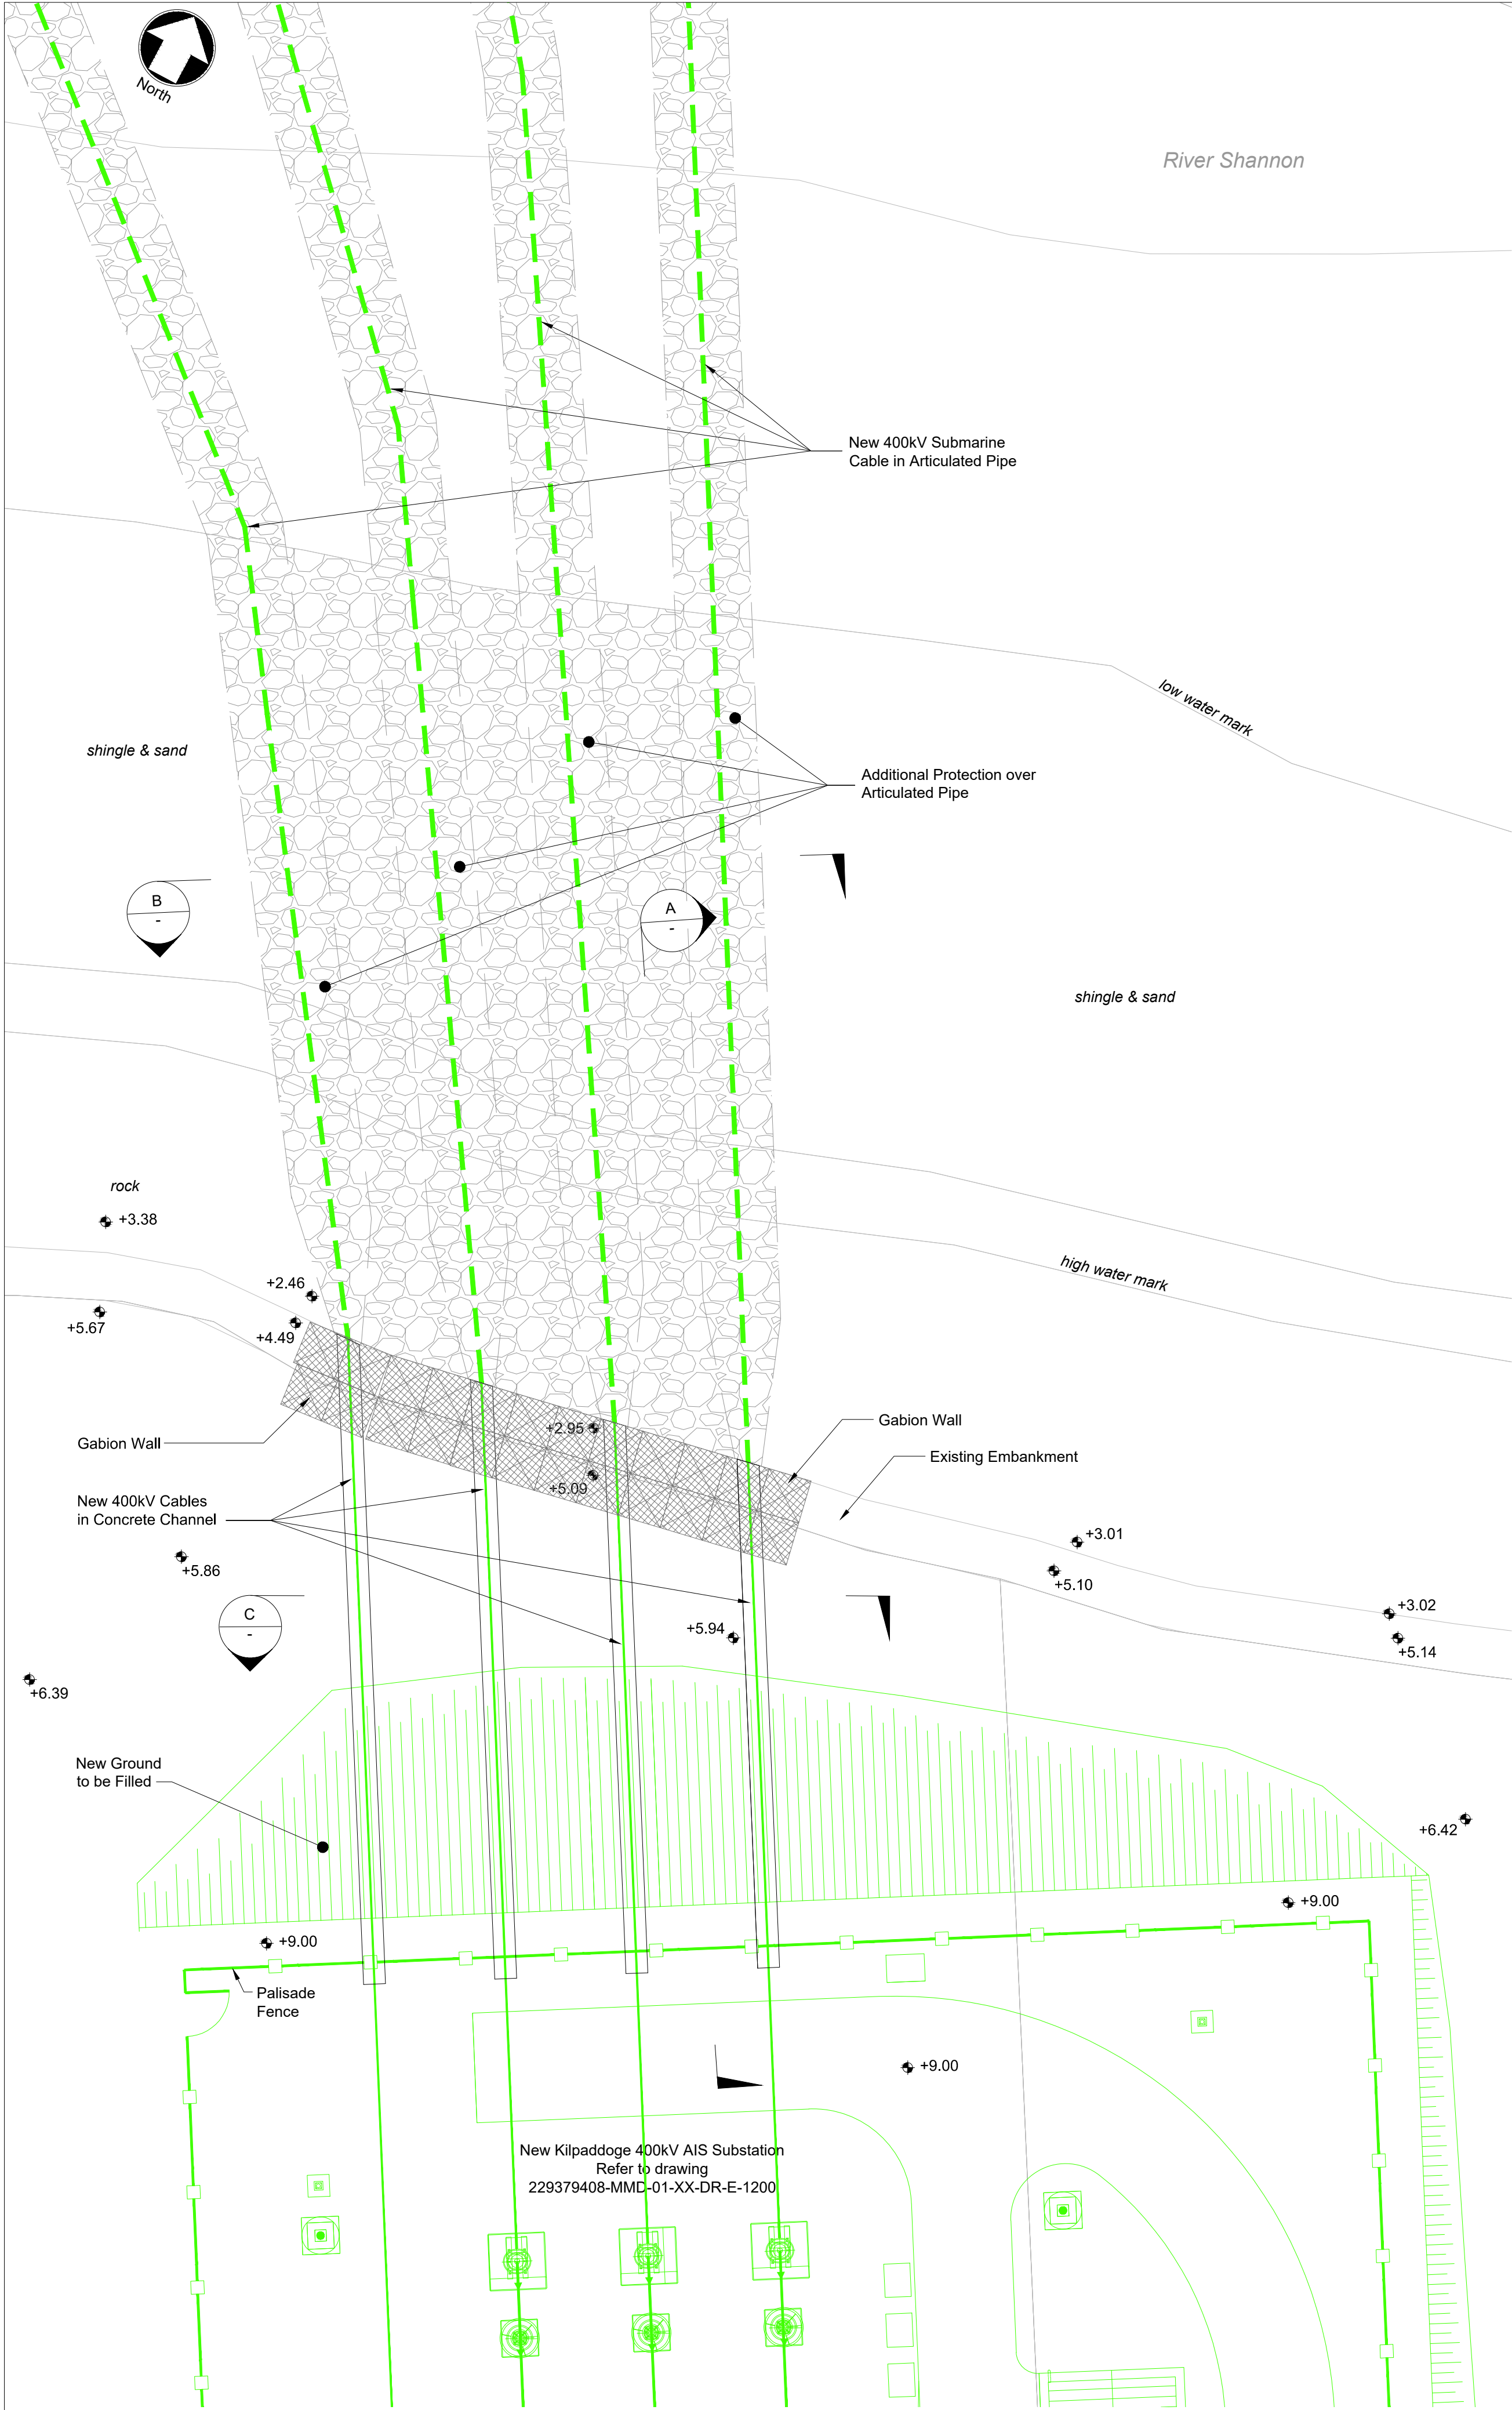 North
River Shannon
New 400kV Submarine
Cable in Articulated Pipe
low water mark
shingle & sand
Additional Protection over
Articulated Pipe
B
-
A
-
shingle & sand
rock
+3.38
high water mark
+2.46
+5.67
+4.49
Gabion Wall
+2.95
Gabion Wall
Existing Embankment
+5.09
New 400kV Cables
in Concrete Channel
+3.01
+5.86
+5.10
+3.02
C
-
+5.94
+5.14
+6.39
New Ground
to be Filled
+6.42
+9.00
+9.00
Palisade
Fence
+9.00
New Kilpaddoge 400kV AIS Substation
Refer to drawing
229379408-MMD-01-XX-DR-E-1200